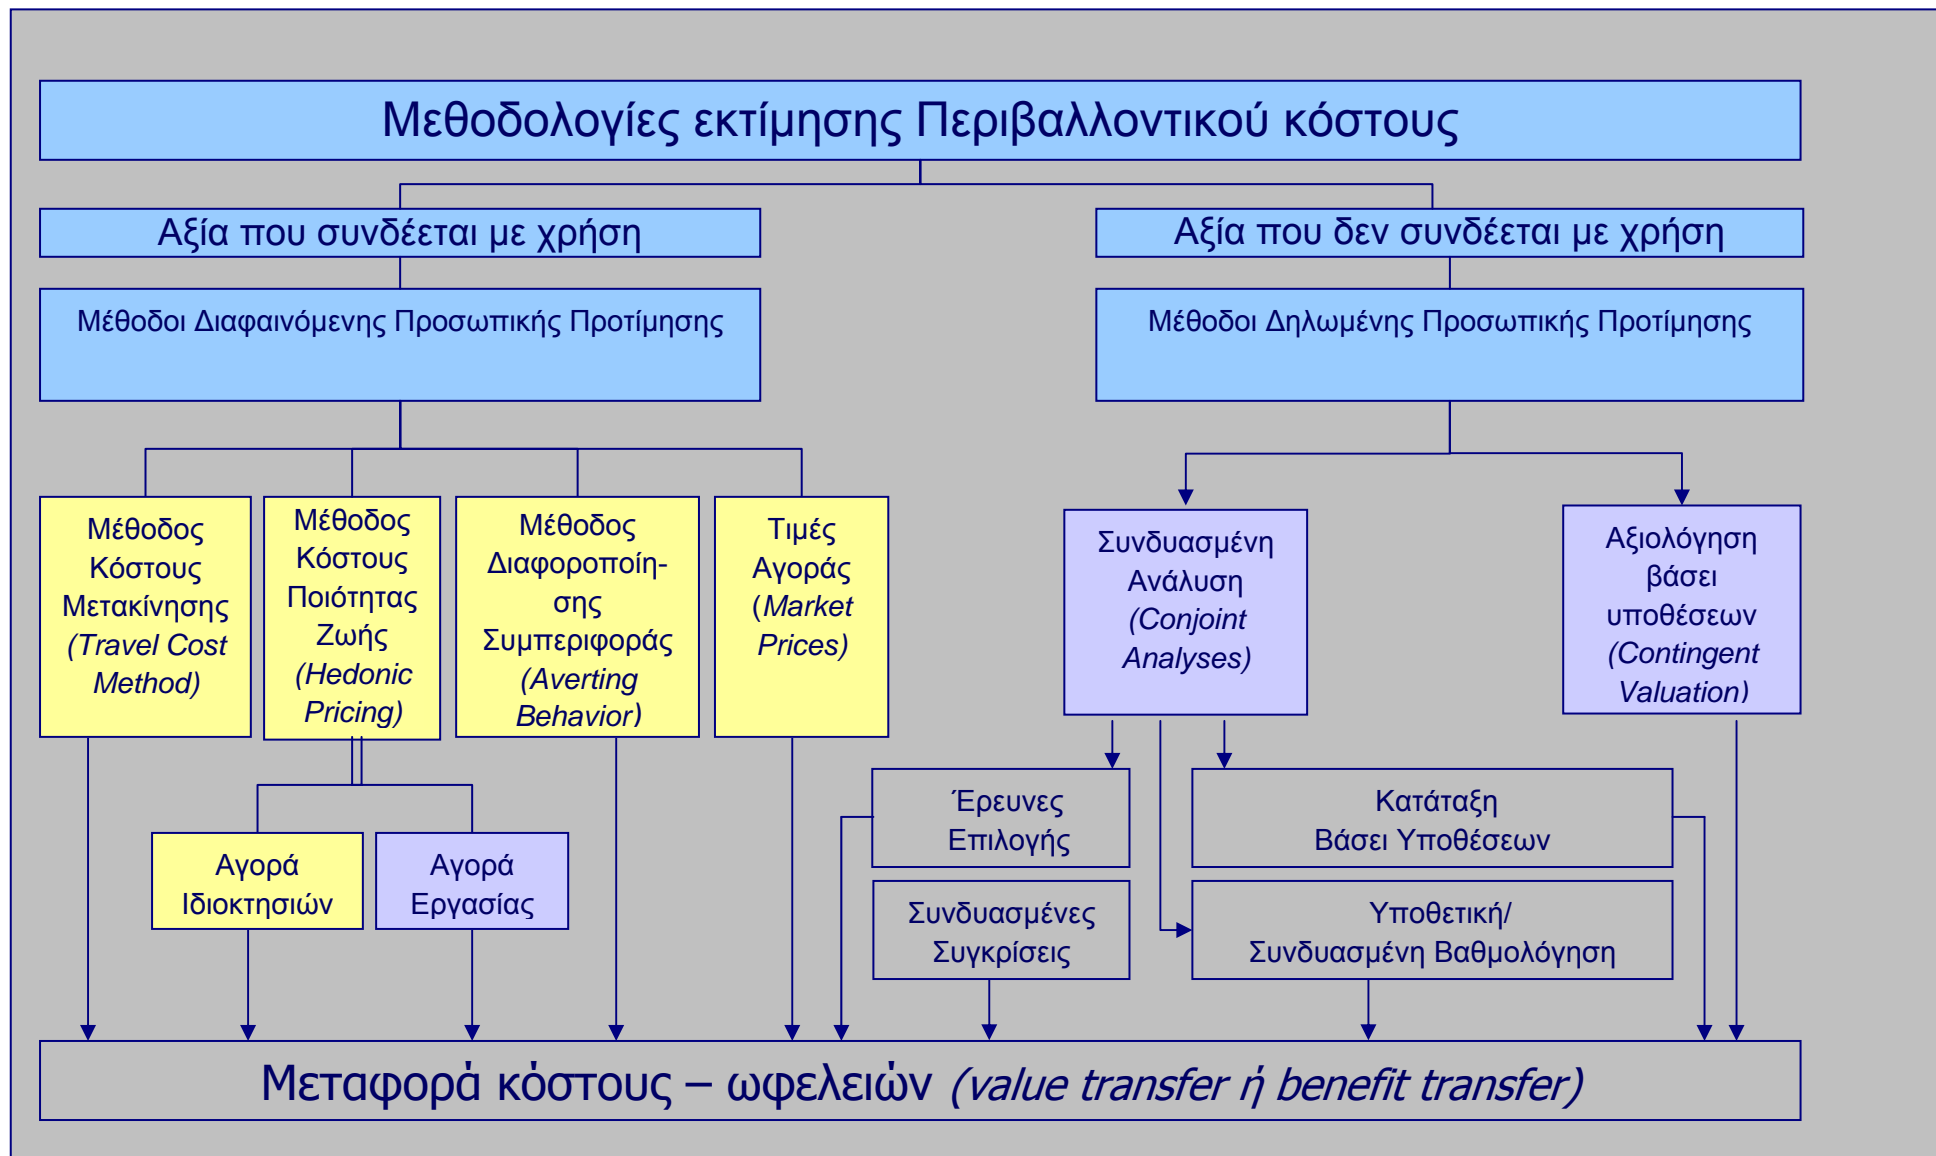 Μεθοδολογίες εκτίμησης Περιβαλλοντικού κόστους
Αξία που συνδέεται με χρήση
Αξία που δεν συνδέεται με χρήση
Μέθοδοι Διαφαινόμενης Προσωπικής Προτίμησης
Μέθοδοι Δηλωμένης Προσωπικής Προτίμησης
Μέθοδος
Κόστους
Μετακίνησης
(Travel Cost
Method)
Μέθοδος
Κόστους
Ποιότητας
Ζωής
(Hedonic
Pricing)
Μέθοδος
Διαφοροποίη-
σης
Συμπεριφοράς
(Averting
Behavior)
Τιμές
Αγοράς
(Market
Prices)
Συνδυασμένη
Ανάλυση
(Conjoint
Analyses)
Αξιολόγηση
βάσει
υποθέσεων
(Contingent
Valuation)
Αγορά
Ιδιοκτησιών
Αγορά
Εργασίας
Έρευνες
Επιλογής
Κατάταξη
Βάσει Υποθέσεων
Συνδυασμένες
Συγκρίσεις
Υποθετική/
Συνδυασμένη Βαθμολόγηση
Μεταφορά κόστους – ωφελειών (value transfer ή benefit transfer)